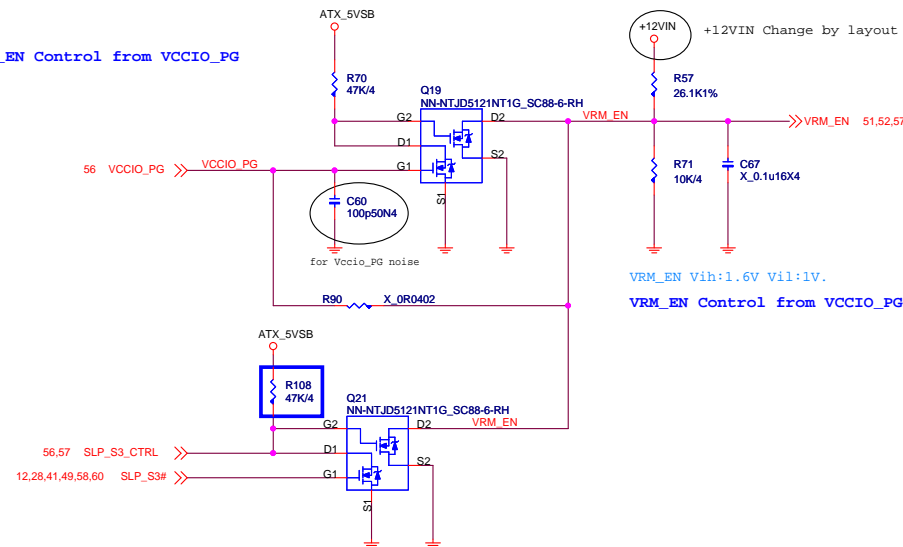 ATX_5VSB
+12VIN
+12VIN Change by layout
_EN Control from VCCIO_PG
R70
47K/4
R57
26.1K1%
Q19
NN-NTJD5121NT1G_SC88-6-RH
G2
D2
VRM_EN
VRM_EN 51,52,57
D1
S2
56 VCCIO_PG
VCCIO_PG
G1
S1
R71
10K/4
C67
X_0.1u16X4
C60
100p50N4
for Vccio_PG noise
VRM_EN Vih:1.6V Vil:1V.
VRM_EN Control from VCCIO_PG
R90
X_0R0402
ATX_5VSB
R108
47K/4
Q21
NN-NTJD5121NT1G_SC88-6-RH
G2
D2
VRM_EN
56,57 SLP_S3_CTRL
D1
S2
12,28,41,49,58,60 SLP_S3#
G1
S1